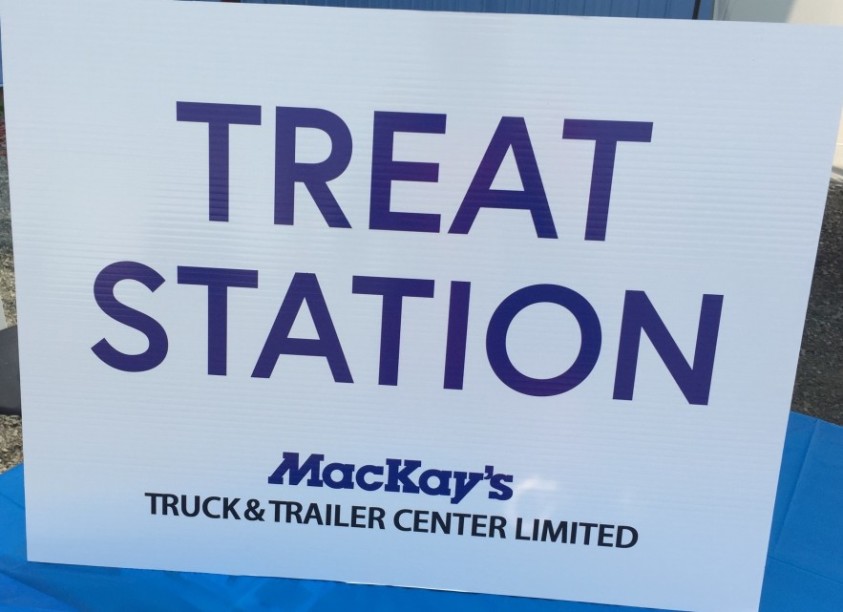 TREAT
STATION
MacKay's
TRUCK & TRAILER CENTER LIMITED